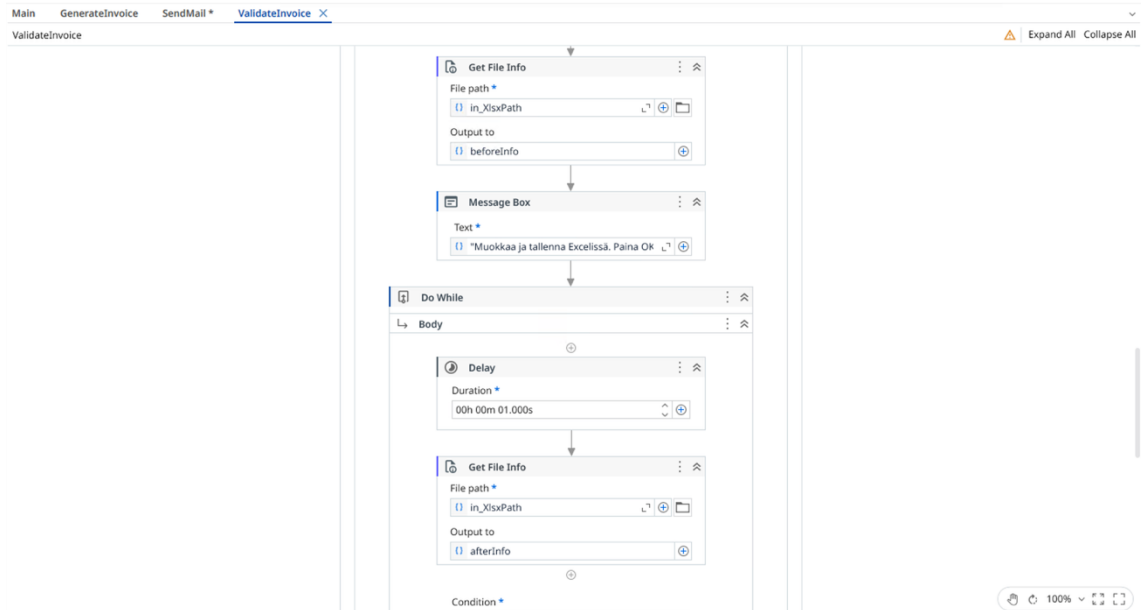 Main GenerateInvoice SendMail * ValidateInvoice
ValidateInvoice Expand All Collapse All
Get File Info
File path *
in_XlsxPath
Output to
beforeInfo
Message Box
Text *
"Muokkaa ja tallenna Excelissä. Paina OK
Do While
Body
Delay
Duration *
00h 00m 01.000s
Get File Info
File path *
in_XlsxPath
Output to
afterInfo
Condition *
100%